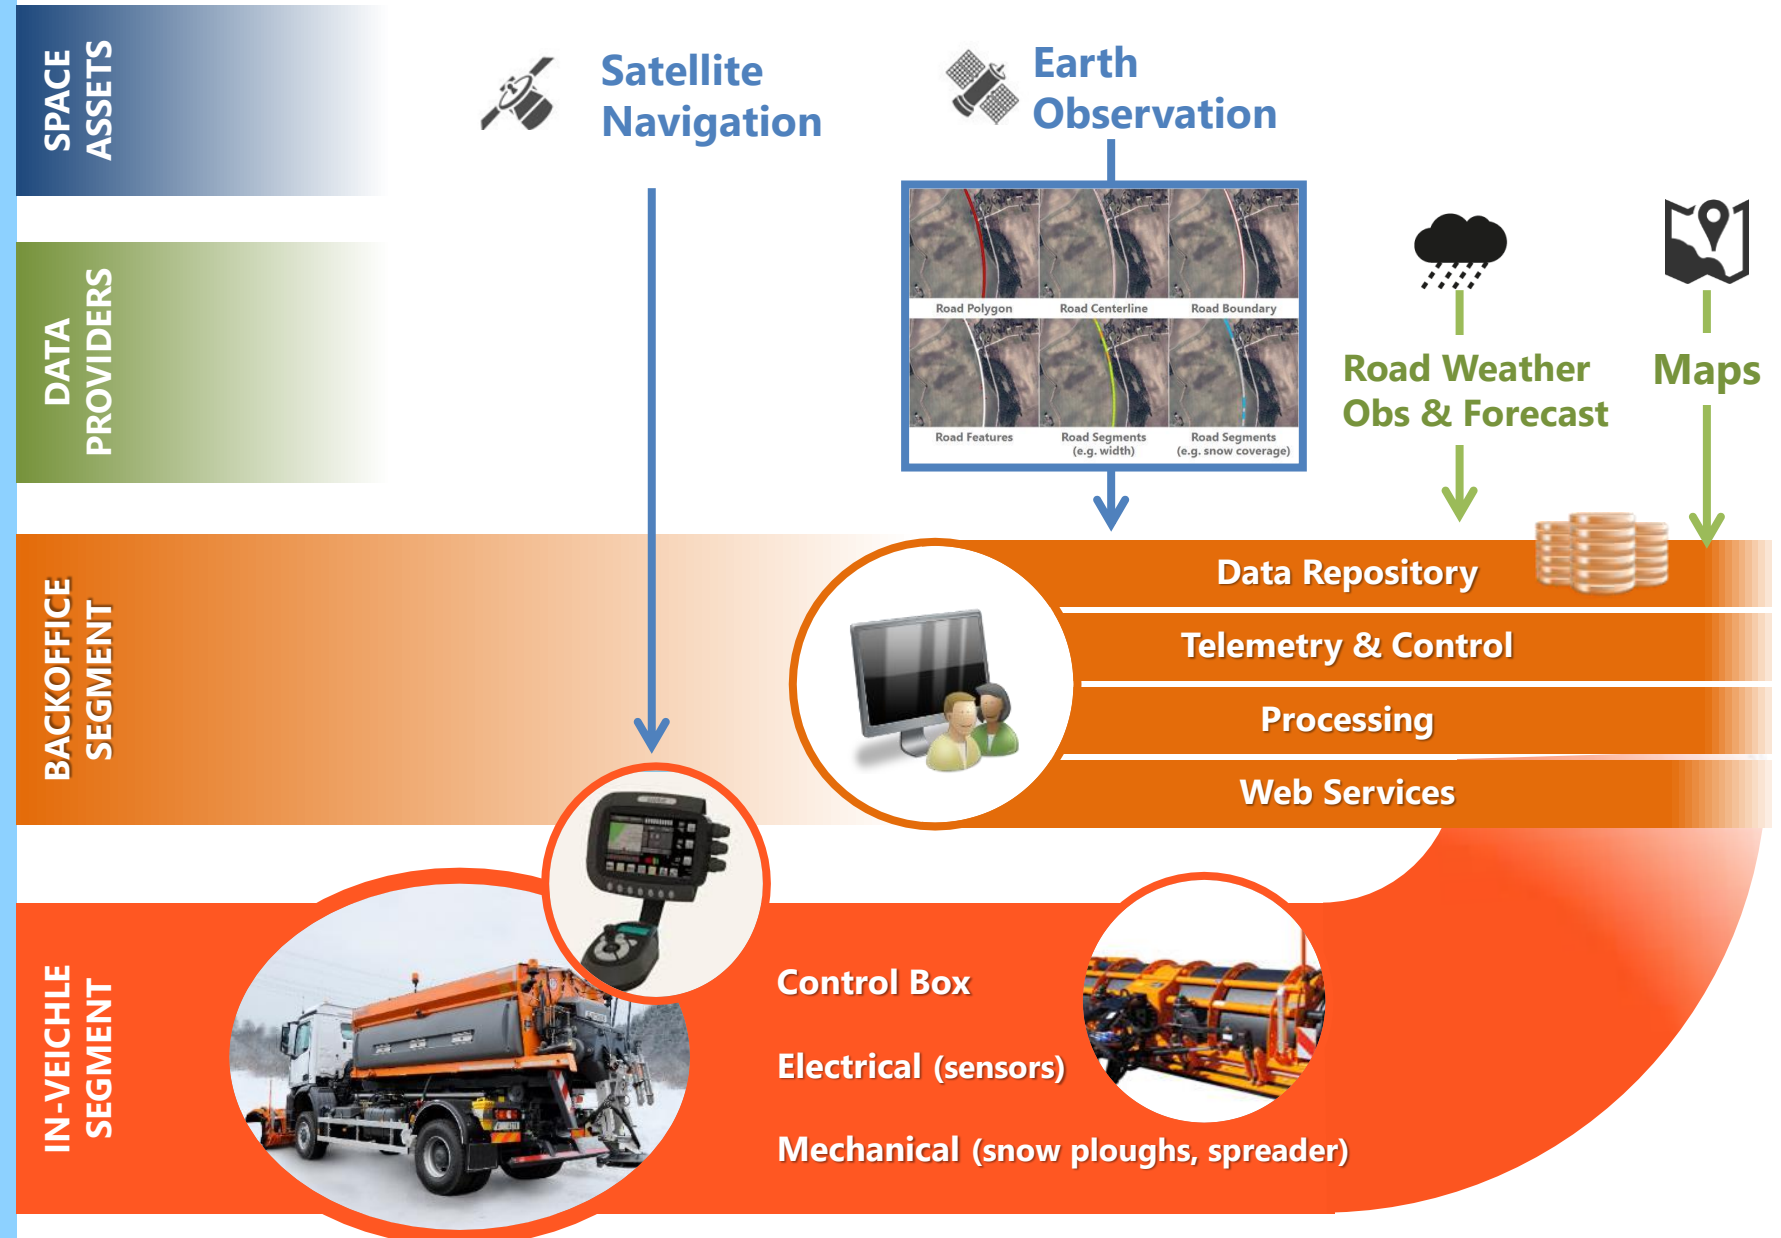 SPACE
ASSETS
Satellite
Navigation
Earth
Observation
DATA
PROVIDERS
Road Polygon
Road Centerline
Road Boundary
Road Features
Road Segments
(e.g. width)
Road Segments
(e.g. snow coverage)
Road Weather
Obs & Forecast
Maps
BACKOFFICE
SEGMENT
Data Repository
Telemetry & Control
Processing
Web Services
IN-VEICHLE
SEGMENT
Control Box
Electrical (sensors)
Mechanical (snow ploughs, spreader)